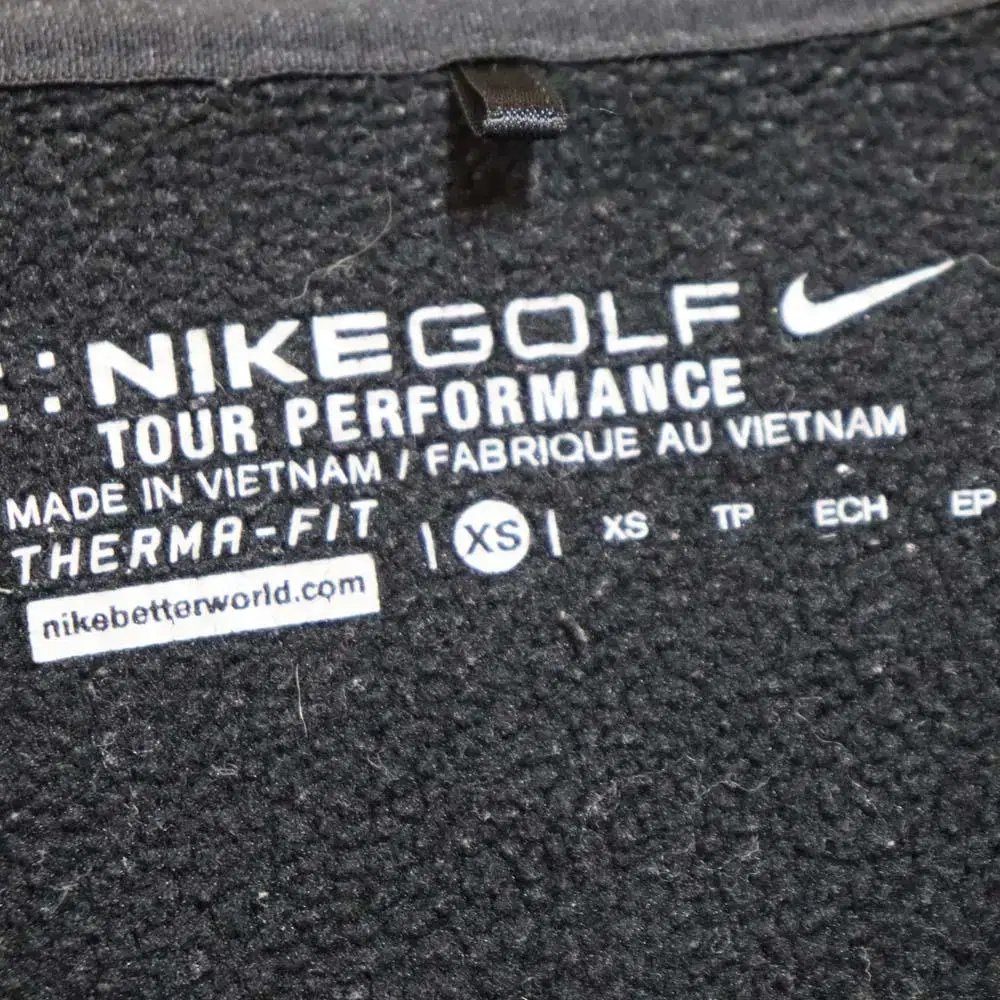 : NIKEGOLF
TOUR PERFORMANCE
MADE IN VIETNAM / FABRIQUE AU VIETNAM
THERMA-FIT | XS | XS TP ECH EP
nikebetterworld.com